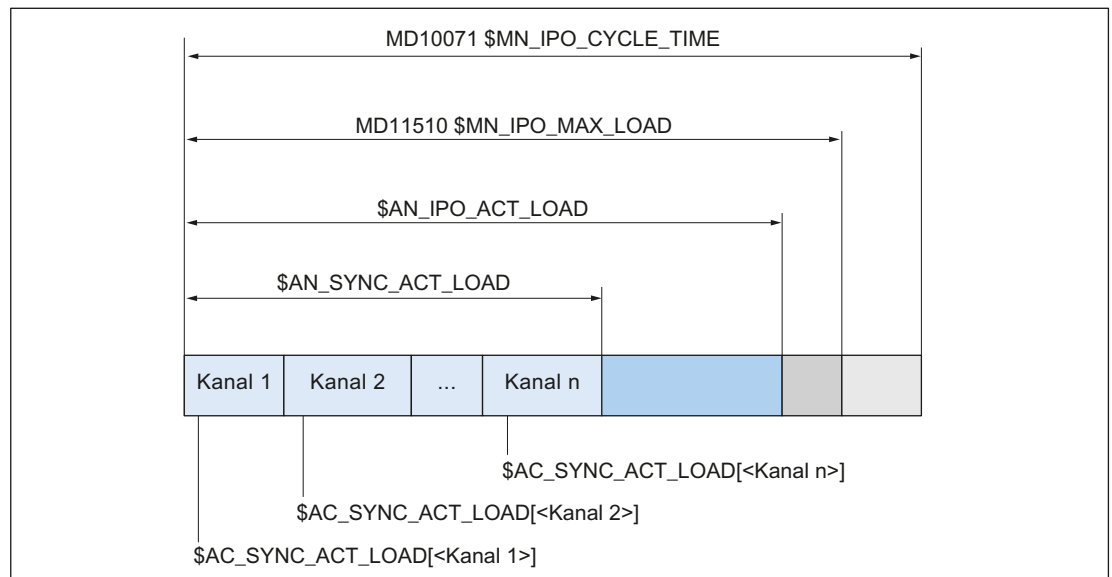 MD10071 $MN_IPO_CYCLE_TIME
MD11510 $MN_IPO_MAX_LOAD
$AN_IPO_ACT_LOAD
$AN_SYNC_ACT_LOAD
Kanal 1 Kanal 2 ... Kanal n
$AC_SYNC_ACT_LOAD[<Kanal n>]
$AC_SYNC_ACT_LOAD[<Kanal 2>]
$AC_SYNC_ACT_LOAD[<Kanal 1>]